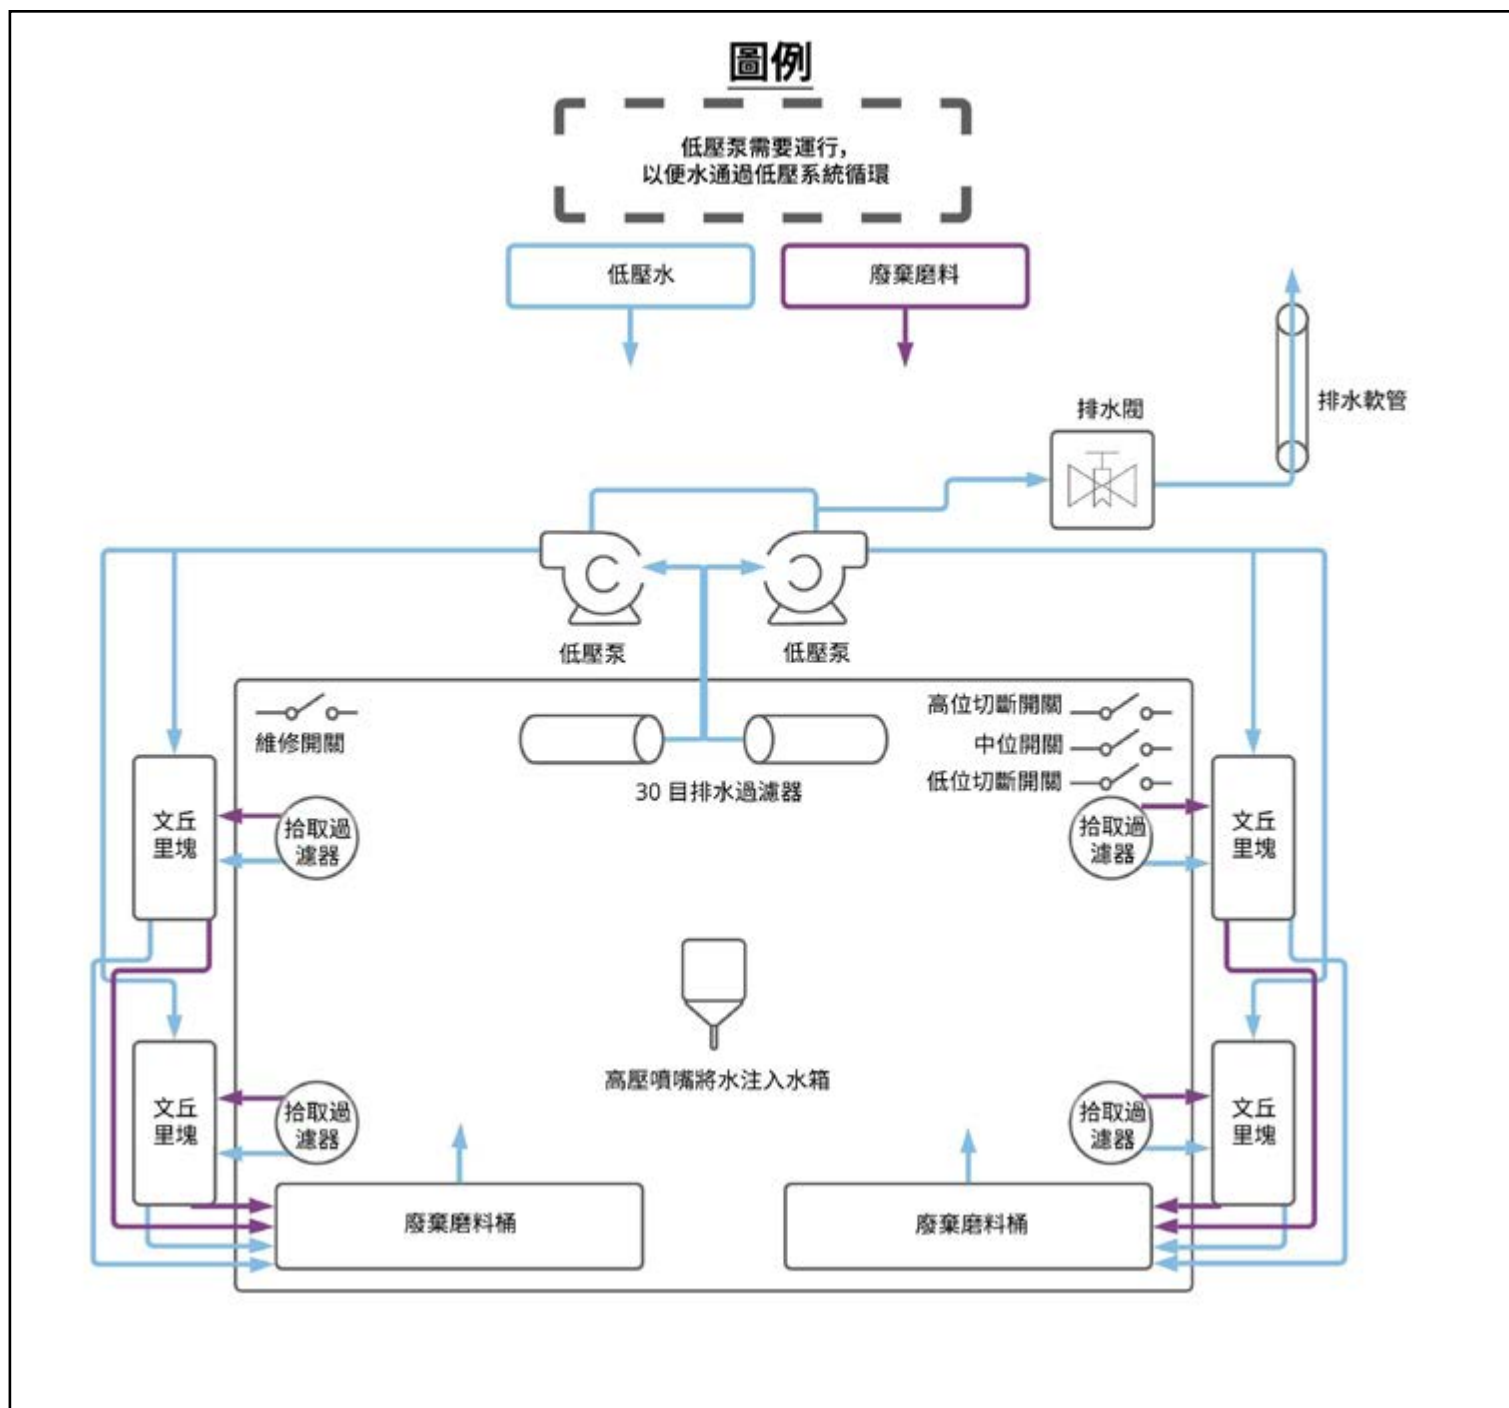 圖例
低壓泵需要運行，
以便水通過低壓系統循環
低壓水
廢棄磨料
排水閥
排水軟管
低壓泵
低壓泵
維修開關
高位切斷開關
中位開關
低位切斷開關
30 目排水過濾器
文丘
里塊
拾取過
濾器
拾取過
濾器
文丘
里塊
高壓噴嘴將水注入水箱
文丘
里塊
拾取過
濾器
拾取過
濾器
文丘
里塊
廢棄磨料桶
廢棄磨料桶